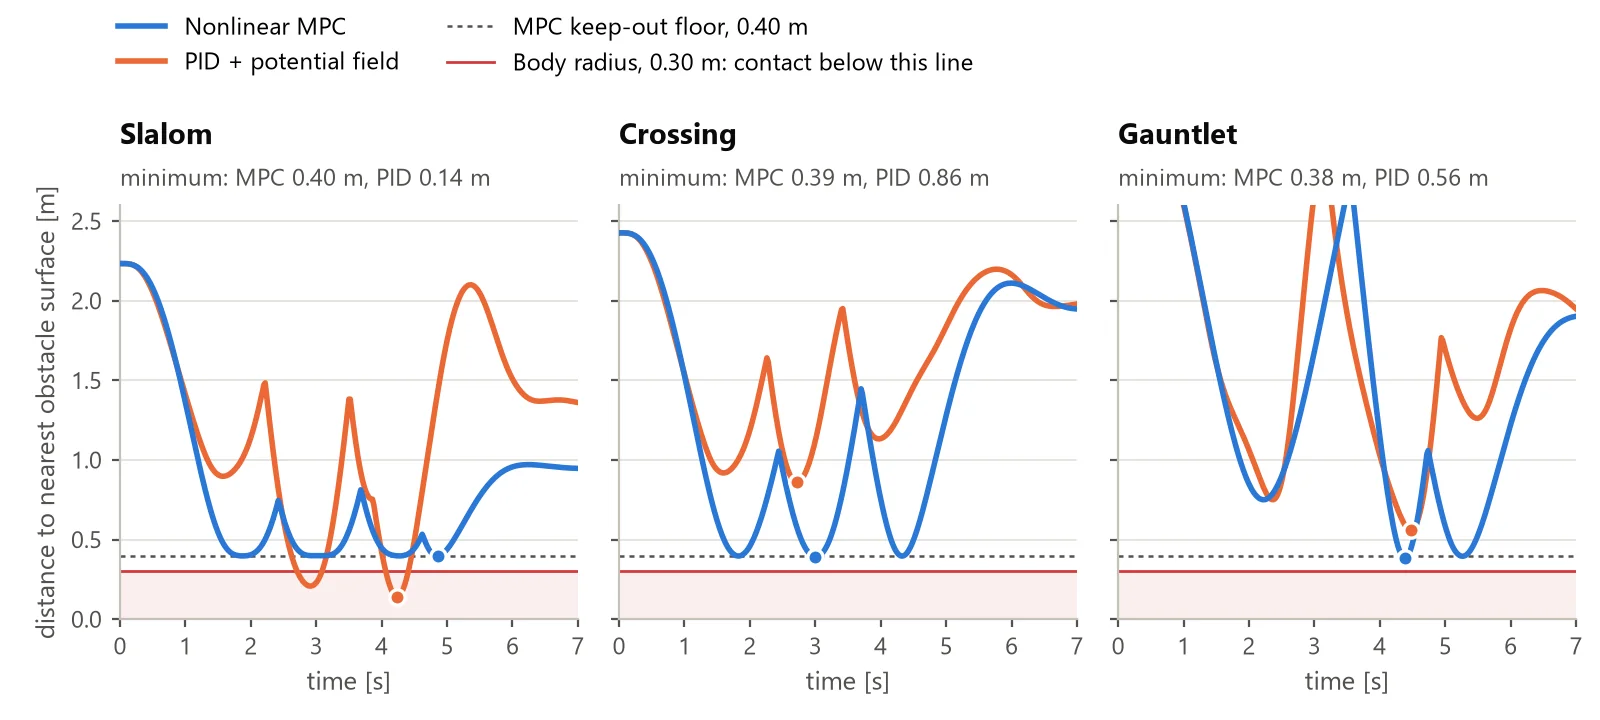 Nonlinear MPC
PID + potential field
MPC keep-out floor, 0.40 m
Body radius, 0.30 m: contact below this line
Slalom
minimum: MPC 0.40 m, PID 0.14 m
Crossing
minimum: MPC 0.39 m, PID 0.86 m
Gauntlet
minimum: MPC 0.38 m, PID 0.56 m
distance to nearest obstacle surface [m]
2.5
2.0
1.5
1.0
0.5
0.0
0 1 2 3 4 5 6 7
time [s]
0 1 2 3 4 5 6 7
time [s]
0 1 2 3 4 5 6 7
time [s]